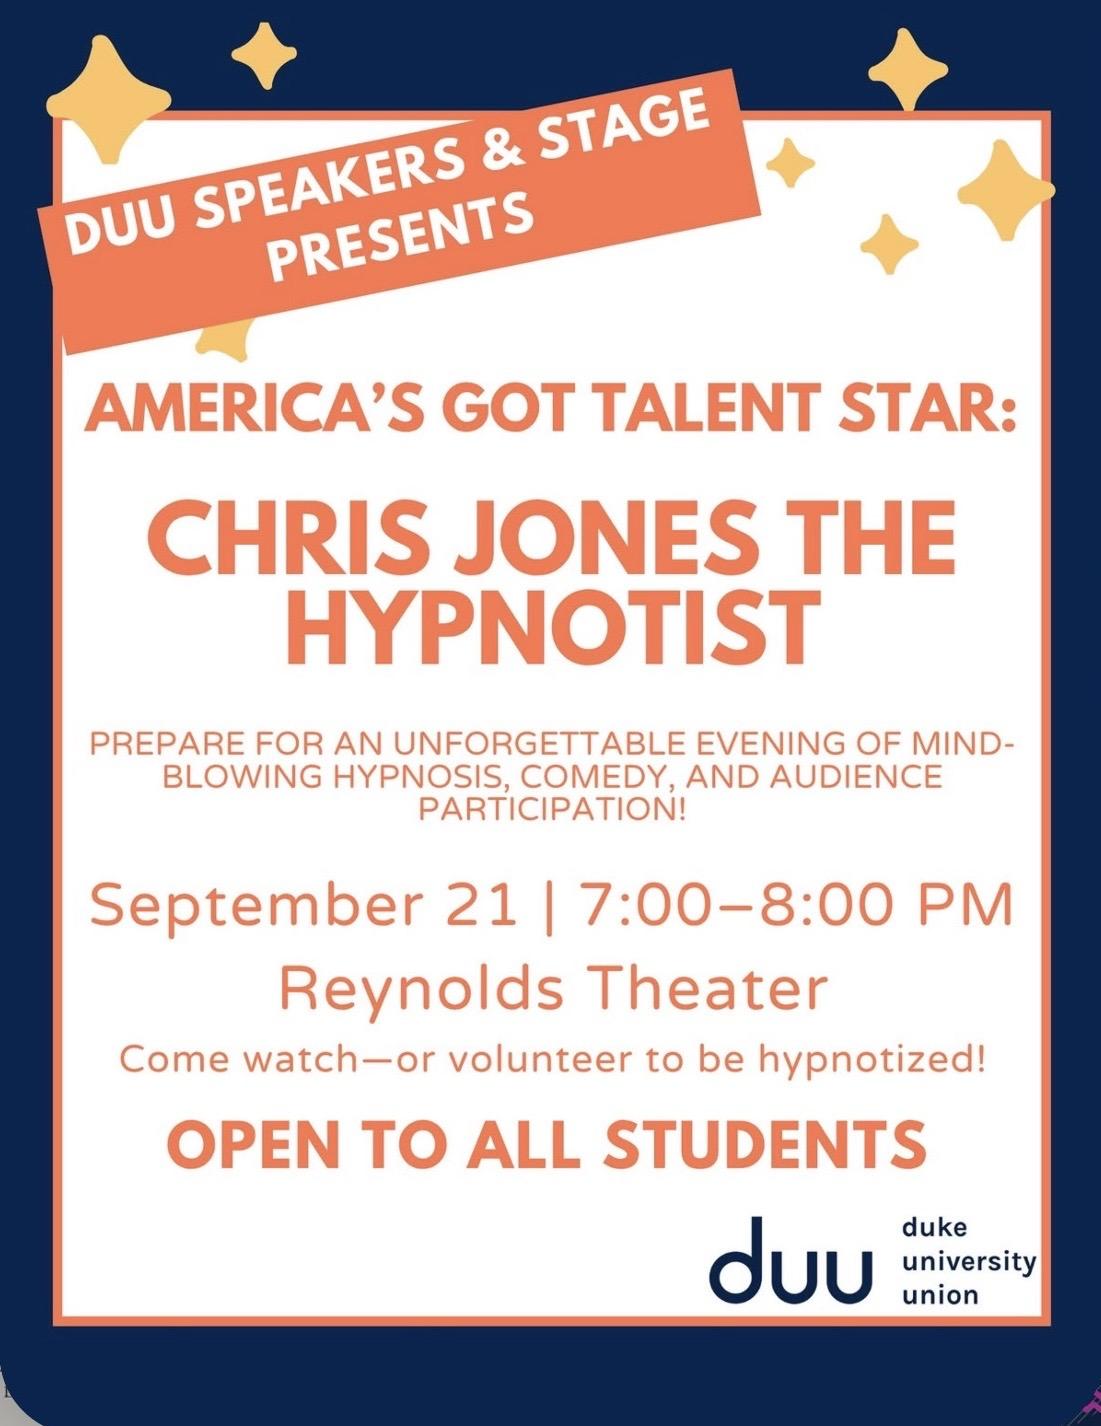 DUU SPEAKERS & STAGE
PRESENTS
AMERICA’S GOT TALENT STAR:
CHRIS JONES THE
HYPNOTIST
PREPARE FOR AN UNFORGETTABLE EVENING OF MIND-
BLOWING HYPNOSIS, COMEDY, AND AUDIENCE
PARTICIPATION!
September 21 | 7:00–8:00 PM
Reynolds Theater
Come watch—or volunteer to be hypnotized!
OPEN TO ALL STUDENTS
duu
duke
university
union